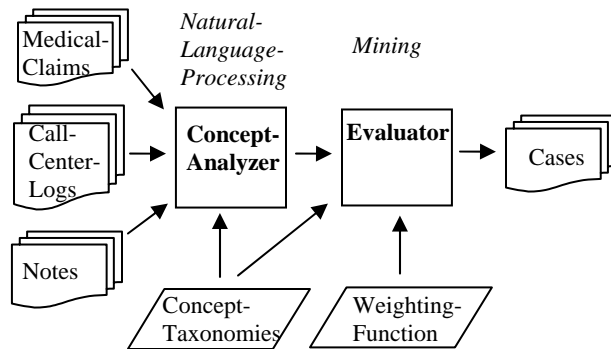 Medical-
Claims
Natural-
Language-
Processing
Mining
Call-
Center-
Logs
Concept-
Analyzer
Evaluator
Cases
Notes
Concept-
Taxonomies
Weighting-
Function